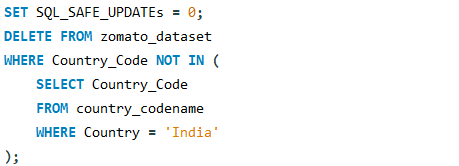 SET SQL_SAFE_UPDATEs = 0;
DELETE FROM zomato_dataset
WHERE Country_Code NOT IN (
    SELECT Country_Code
    FROM country_codename
    WHERE Country = 'India'
);